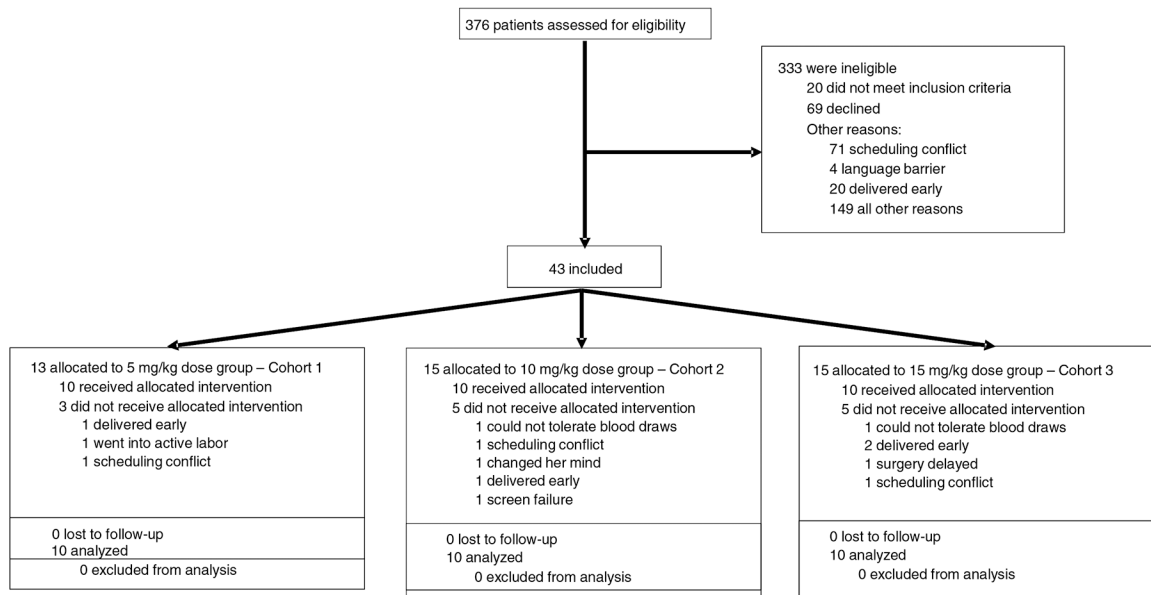 376 patients assessed for eligibility
333 were ineligible
20 did not meet inclusion criteria
69 declined
Other reasons:
71 scheduling conflict
4 language barrier
20 delivered early
149 all other reasons
43 included
13 allocated to 5 mg/kg dose group – Cohort 1
10 received allocated intervention
3 did not receive allocated intervention
1 delivered early
1 went into active labor
1 scheduling conflict
0 lost to follow-up
10 analyzed
0 excluded from analysis
15 allocated to 10 mg/kg dose group – Cohort 2
10 received allocated intervention
5 did not receive allocated intervention
1 could not tolerate blood draws
1 scheduling conflict
1 changed her mind
1 delivered early
1 screen failure
0 lost to follow-up
10 analyzed
0 excluded from analysis
15 allocated to 15 mg/kg dose group – Cohort 3
10 received allocated intervention
5 did not receive allocated intervention
1 could not tolerate blood draws
2 delivered early
1 surgery delayed
1 scheduling conflict
0 lost to follow-up
10 analyzed
0 excluded from analysis